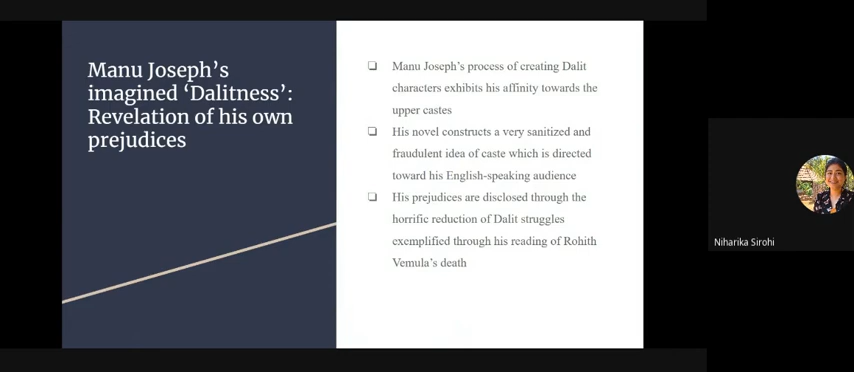 Manu Joseph’s
imagined ‘Dalitness’:
Revelation of his own
prejudices
Manu Joseph’s process of creating Dalit
characters exhibits his affinity towards the
upper castes
His novel constructs a very sanitized and
fraudulent idea of caste which is directed
toward his English-speaking audience
His prejudices are disclosed through the
horrific reduction of Dalit struggles
exemplified through his reading of Rohith
Vemula’s death
Niharika Sirohi